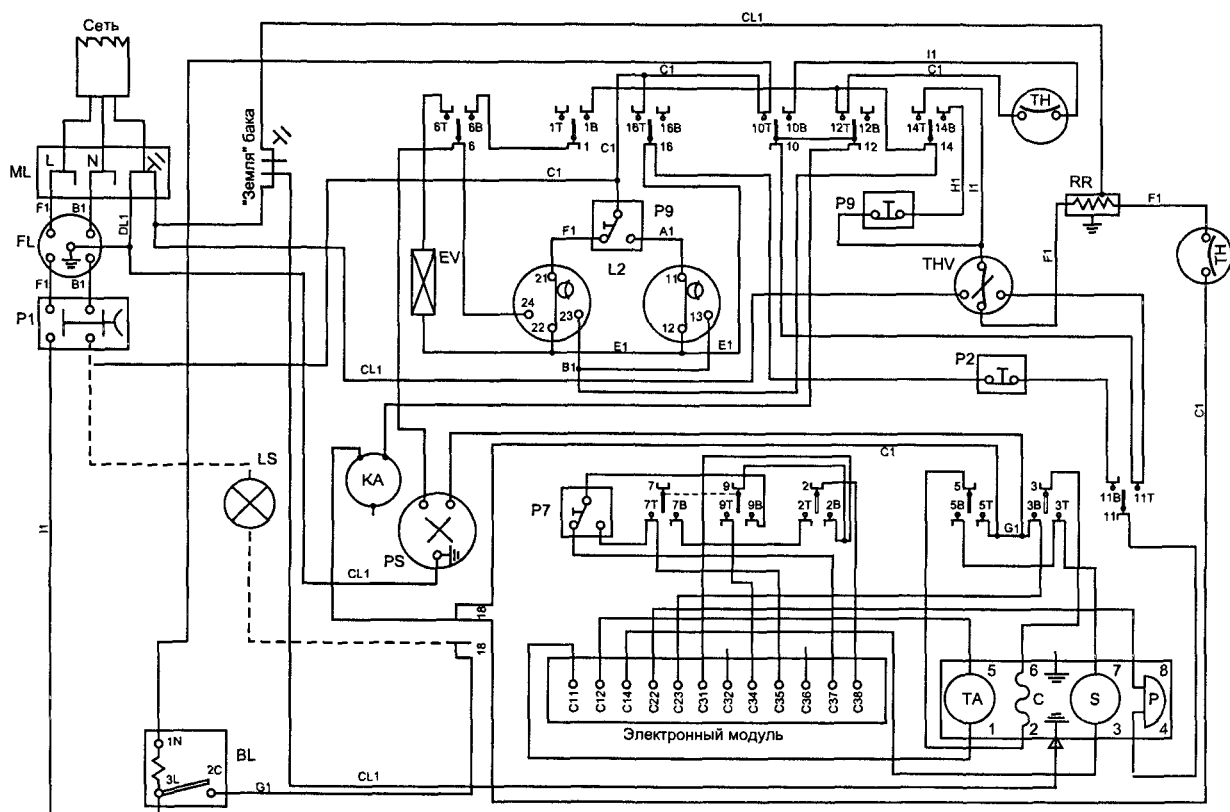 Сеть
CL1
I1
C1
C1
TH
6T 6B
6
1T 1B
1
16T 16B
16
10T 10B
10
12T 12B
12
14T 14B
14
ML
L N
"Земля" бака
C1
C1
H1
I1
P9
RR
F1
F1
B1
DL1
FL
F1
B1
P9
F1
A1
L2
EV
21
24
23
22
11
13
12
THV
F1
TH
P1
E1
E1
B1
CL1
P2
C1
LS
KA
PS
CL1
I1
C1
P7
7
7T 7B
9
9T 9B
2
2T 2B
5
5B 5T
G1
3
3B 3T
11B 11T
11
18
18
C11
C12
C14
C22
C23
C31
C32
C34
C35
C36
C37
C38
Электронный модуль
5 6 7 8
TA C S P
1 2 3 4
1N
BL
3L 2C
G1
CL1